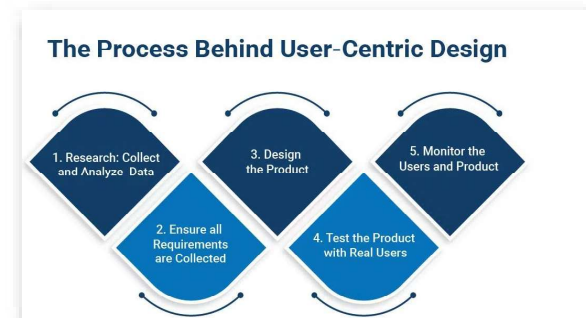 The Process Behind User-Centric Design
1. Research: Collect
and Analyze Data
2. Ensure all
Requirements
are Collected
3. Design
the Product
4. Test the Product
with Real Users
5. Monitor the
Users and Product